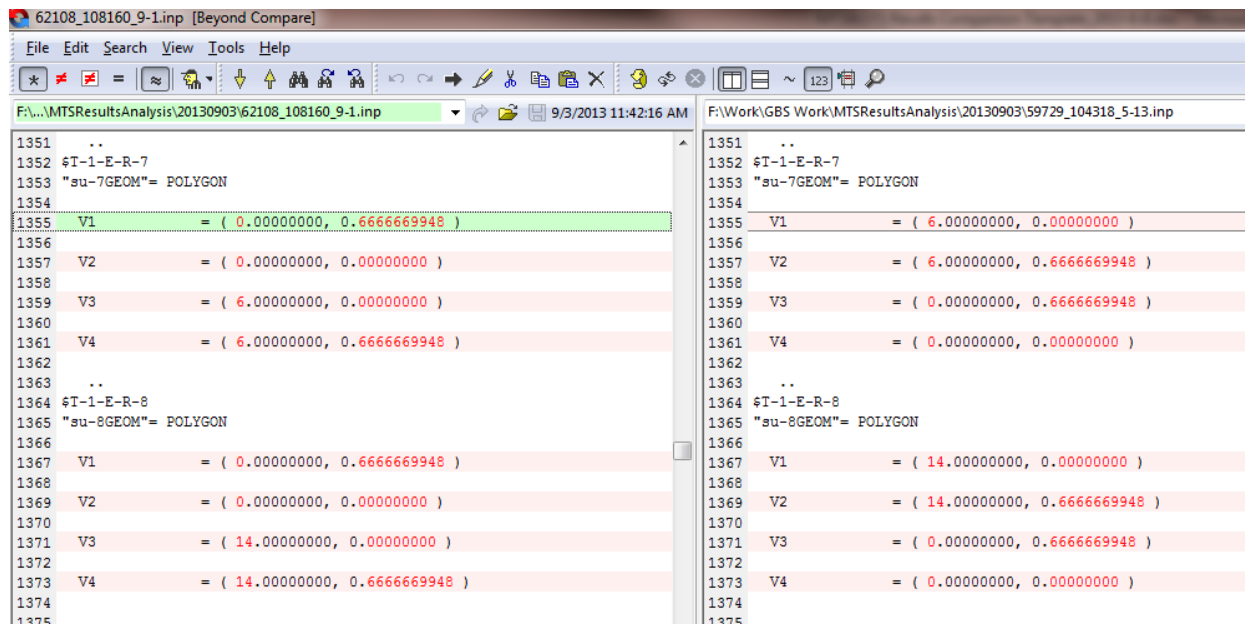 62108_108160_9-1.inp [Beyond Compare]
File Edit Search View Tools Help
* ≠ ≠ = ≈ ~ 123
F:\...\MTSResultsAnalysis\20130903\62108_108160_9-1.inp 9/3/2013 11:42:16 AM F:\Work\GBS Work\MTSResultsAnalysis\20130903\59729_104318_5-13.inp
1351 ..
1352 $T-1-E-R-7
1353 "su-7GEOM"= POLYGON
1354
1355 V1 = ( 0.00000000, 0.6666669948 )
1356
1357 V2 = ( 0.00000000, 0.00000000 )
1358
1359 V3 = ( 6.00000000, 0.00000000 )
1360
1361 V4 = ( 6.00000000, 0.6666669948 )
1362
1363 ..
1364 $T-1-E-R-8
1365 "su-8GEOM"= POLYGON
1366
1367 V1 = ( 0.00000000, 0.6666669948 )
1368
1369 V2 = ( 0.00000000, 0.00000000 )
1370
1371 V3 = ( 14.00000000, 0.00000000 )
1372
1373 V4 = ( 14.00000000, 0.6666669948 )
1374
1375
1351 ..
1352 $T-1-E-R-7
1353 "su-7GEOM"= POLYGON
1354
1355 V1 = ( 6.00000000, 0.00000000 )
1356
1357 V2 = ( 6.00000000, 0.6666669948 )
1358
1359 V3 = ( 0.00000000, 0.6666669948 )
1360
1361 V4 = ( 0.00000000, 0.00000000 )
1362
1363 ..
1364 $T-1-E-R-8
1365 "su-8GEOM"= POLYGON
1366
1367 V1 = ( 14.00000000, 0.00000000 )
1368
1369 V2 = ( 14.00000000, 0.6666669948 )
1370
1371 V3 = ( 0.00000000, 0.6666669948 )
1372
1373 V4 = ( 0.00000000, 0.00000000 )
1374
1375